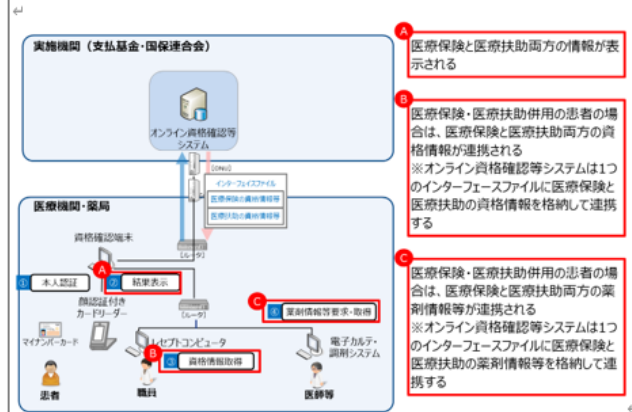 実施機関（支払基金・国保連合会）
オンライン資格確認等
システム
[ONU]
インターフェイスファイル
医療保険の資格情報等
医療扶助の資格情報等
医療機関・薬局
資格確認端末
[ルータ]
① 本人認証
A
② 結果表示
顔認証付き
カードリーダー
[ルータ]
C
④ 薬剤情報等要求・取得
マイナンバーカード
レセプトコンピュータ
電子カルテ・
調剤システム
B
③ 資格情報取得
患者
職員
医師等
A
医療保険と医療扶助両方の情報が表
示される
B
医療保険・医療扶助併用の患者の場
合は、医療保険と医療扶助両方の資
格情報が連携される
※オンライン資格確認等システムは1つ
のインターフェースファイルに医療保険と
医療扶助の資格情報を格納して連携
する
C
医療保険・医療扶助併用の患者の場
合は、医療保険と医療扶助両方の薬
剤情報等が連携される
※オンライン資格確認等システムは1つ
のインターフェースファイルに医療保険と
医療扶助の薬剤情報等を格納して連
携する